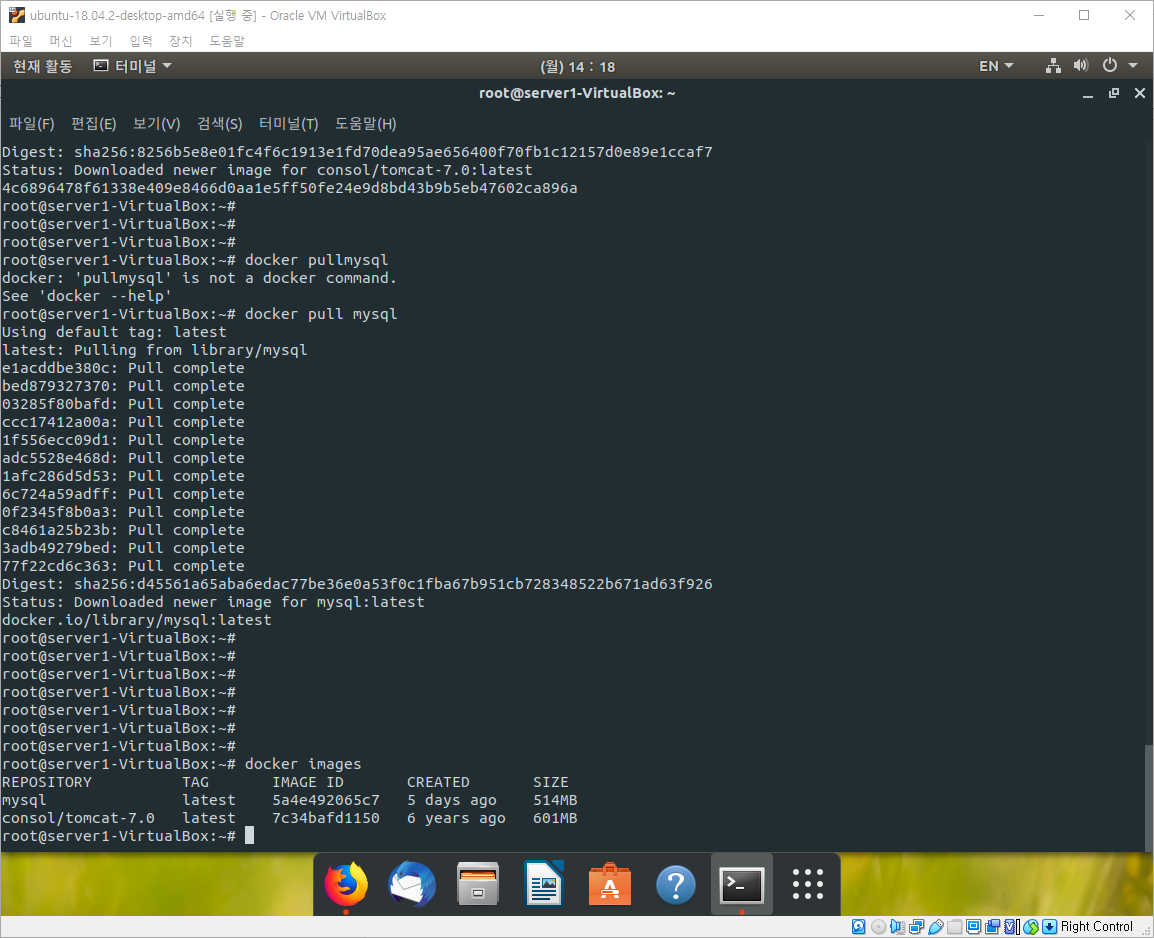 ubuntu-18.04.2-desktop-amd64 [실행 중] - Oracle VM VirtualBox
파일 머신 보기 입력 장치 도움말
현재 활동 터미널 (월) 14 : 18 EN
root@server1-VirtualBox: ~
파일(F) 편집(E) 보기(V) 검색(S) 터미널(T) 도움말(H)
Digest: sha256:8256b5e8e01fc4f6c1913e1fd70dea95ae656400f70fb1c12157d0e89e1ccaf7
Status: Downloaded newer image for consol/tomcat-7.0:latest
4c6896478f61338e409e8466d0aa1e5ff50fe24e9d8bd43b9b5eb47602ca896a
root@server1-VirtualBox:~#
root@server1-VirtualBox:~#
root@server1-VirtualBox:~#
root@server1-VirtualBox:~# docker pullmysql
docker: 'pullmysql' is not a docker command.
See 'docker --help'
root@server1-VirtualBox:~# docker pull mysql
Using default tag: latest
latest: Pulling from library/mysql
e1acddbe380c: Pull complete
bed879327370: Pull complete
03285f80bafd: Pull complete
ccc17412a00a: Pull complete
1f556ecc09d1: Pull complete
adc5528e468d: Pull complete
1afc286d5d53: Pull complete
6c724a59adff: Pull complete
0f2345f8b0a3: Pull complete
c8461a25b23b: Pull complete
3adb49279bed: Pull complete
77f22cd6c363: Pull complete
Digest: sha256:d45561a65aba6edac77be36e0a53f0c1fba67b951cb728348522b671ad63f926
Status: Downloaded newer image for mysql:latest
docker.io/library/mysql:latest
root@server1-VirtualBox:~#
root@server1-VirtualBox:~#
root@server1-VirtualBox:~#
root@server1-VirtualBox:~#
root@server1-VirtualBox:~#
root@server1-VirtualBox:~#
root@server1-VirtualBox:~#
root@server1-VirtualBox:~# docker images
REPOSITORY TAG IMAGE ID CREATED SIZE
mysql latest 5a4e492065c7 5 days ago 514MB
consol/tomcat-7.0 latest 7c34bafd1150 6 years ago 601MB
root@server1-VirtualBox:~#
Right Control